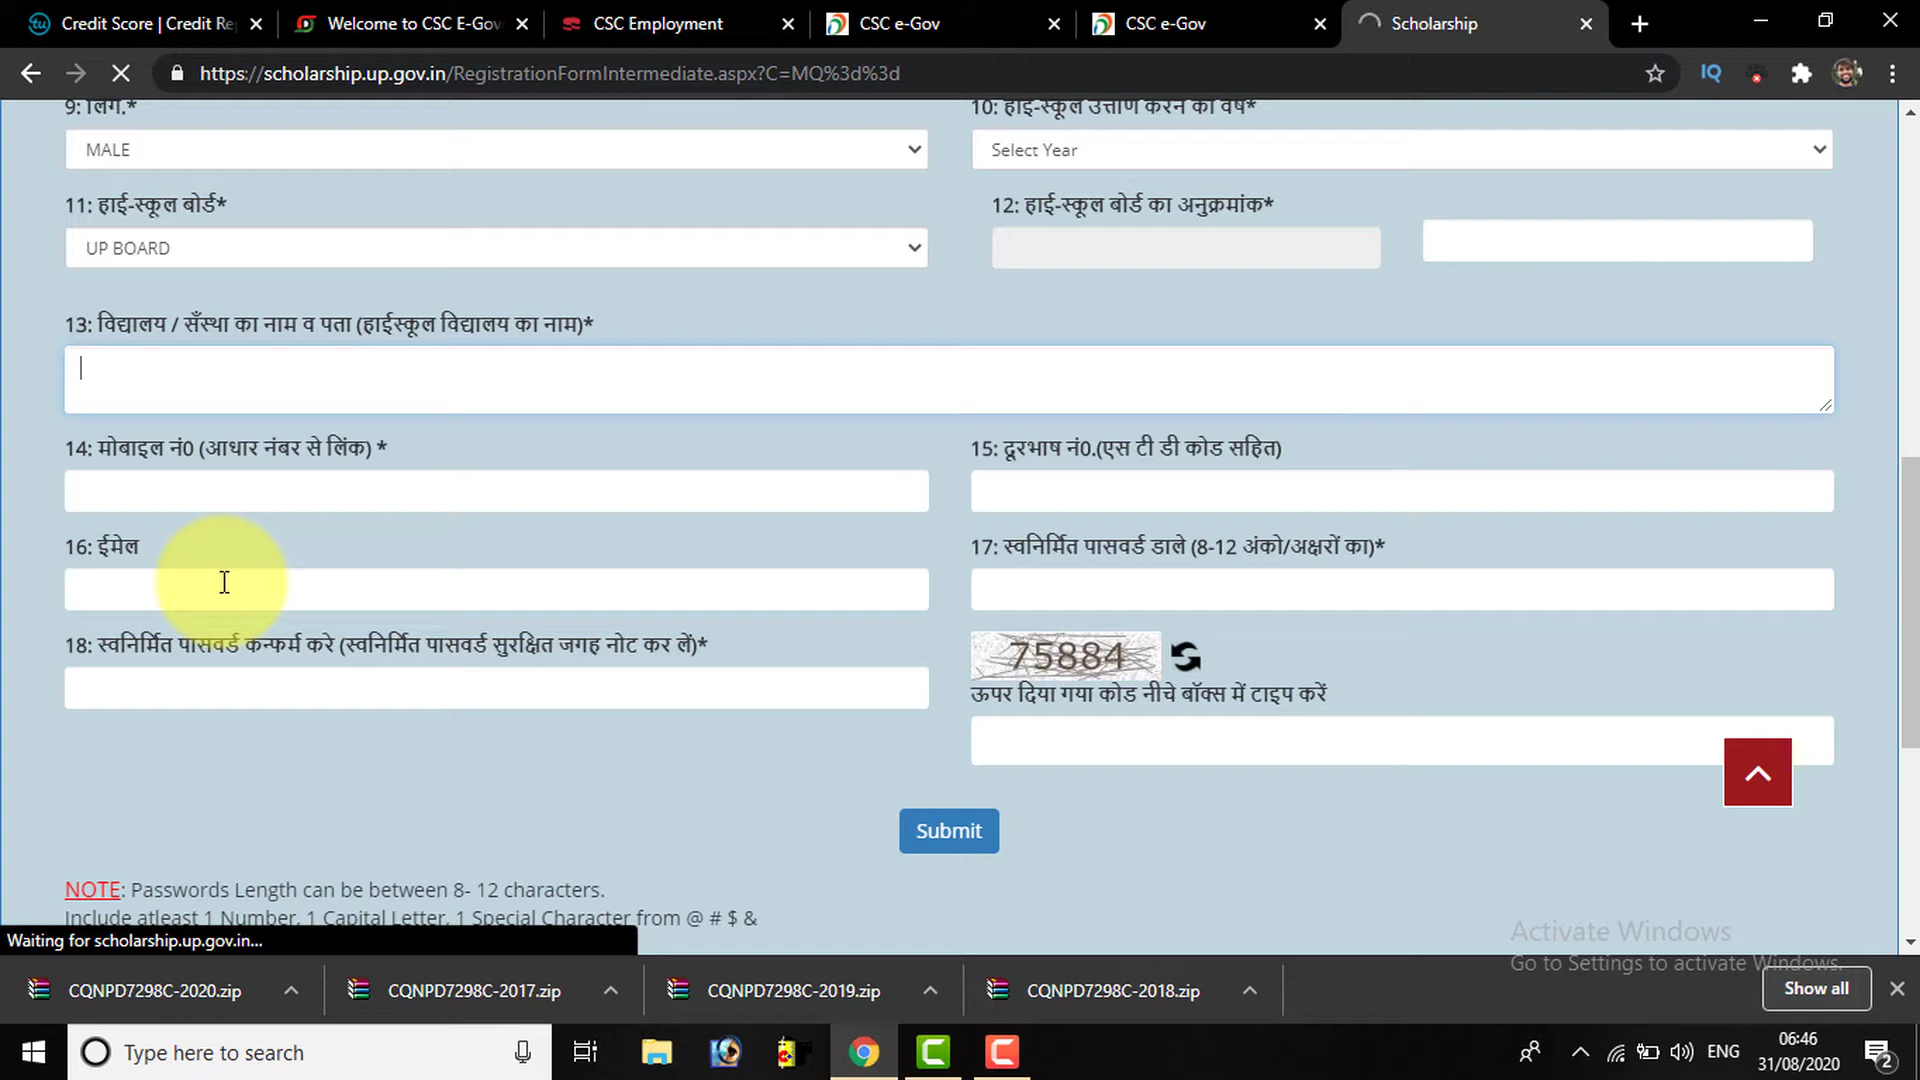 Credit Score | Credit Re
Welcome to CSC E-Gov
CSC Employment
CSC e-Gov
CSC e-Gov
Scholarship
https://scholarship.up.gov.in/RegistrationFormIntermediate.aspx?C=MQ%3d%3d
9: लिंग.*
10: हाई-स्कूल उत्तीर्ण करने का वर्ष*
MALE
Select Year
11: हाई-स्कूल बोर्ड*
12: हाई-स्कूल बोर्ड का अनुक्रमांक*
UP BOARD
13: विद्यालय / सँस्था का नाम व पता (हाईस्कूल विद्यालय का नाम)*
14: मोबाइल नं0 (आधार नंबर से लिंक) *
15: दूरभाष नं0.(एस टी डी कोड सहित)
16: ईमेल
17: स्वनिर्मित पासवर्ड डाले (8-12 अंको/अक्षरों का)*
18: स्वनिर्मित पासवर्ड कन्फर्म करे (स्वनिर्मित पासवर्ड सुरक्षित जगह नोट कर लें)*
75884
ऊपर दिया गया कोड नीचे बॉक्स में टाइप करें
Submit
NOTE: Passwords Length can be between 8- 12 characters.
Include atleast 1 Number, 1 Capital Letter, 1 Special Character from @ # $ &
Activate Windows
Go to Settings to activate Windows.
Waiting for scholarship.up.gov.in...
CQNPD7298C-2020.zip
CQNPD7298C-2017.zip
CQNPD7298C-2019.zip
CQNPD7298C-2018.zip
Show all
Type here to search
ENG
06:46
31/08/2020
2